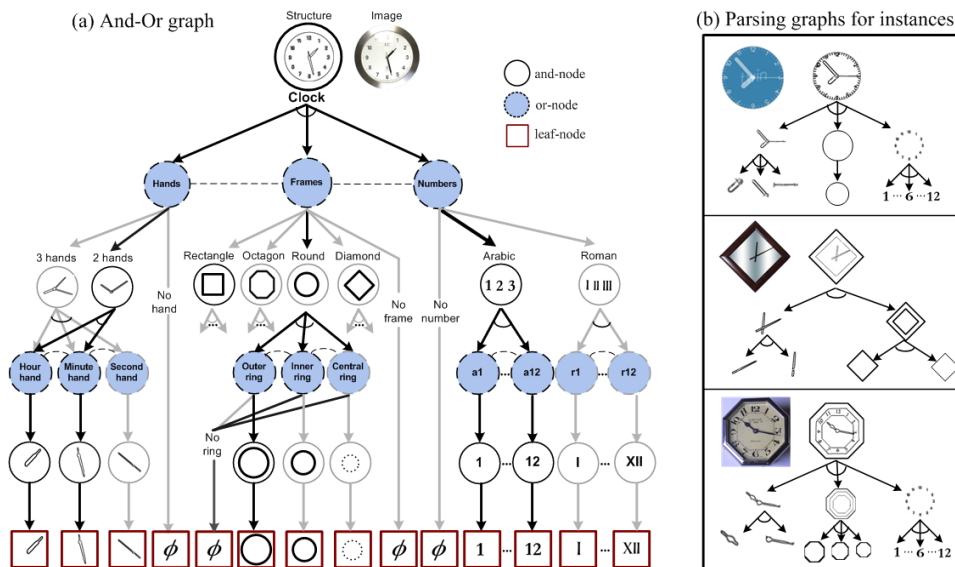 (a) And-Or graph
Structure
Image
Clock
and-node
or-node
leaf-node
Hands
Frames
Numbers
3 hands
2 hands
No
hand
Rectangle
Octagon
Round
Diamond
No
frame
No
number
Arabic
1 2 3
Roman
I II III
Hour
hand
Minute
hand
Second
hand
Outer
ring
Inner
ring
Central
ring
a1
...
a12
r1
...
r12
No
ring
1
...
12
I
...
XII
ϕ
ϕ
ϕ
ϕ
1
...
12
I
...
XII
(b) Parsing graphs for instances
1 ··· 6 ··· 12
1 ··· 6 ··· 12